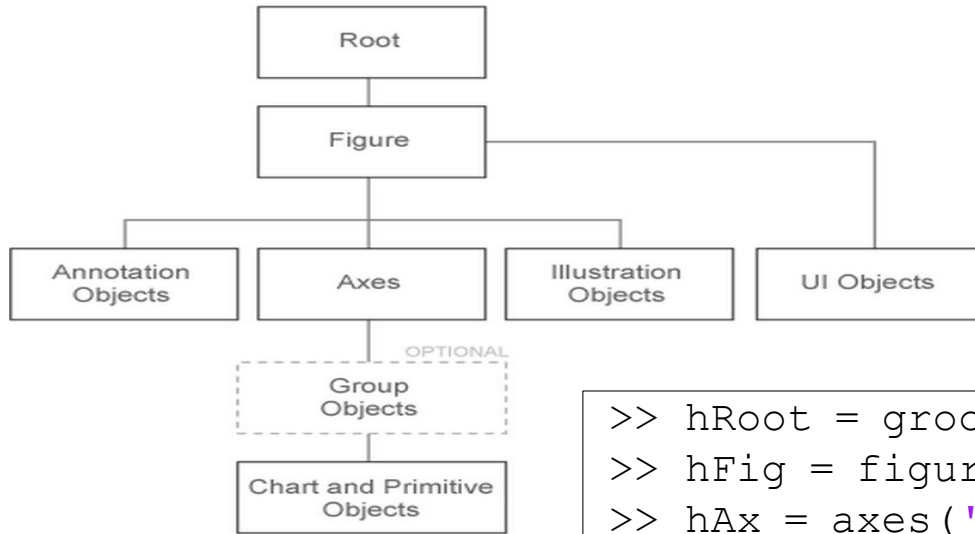 Root
Figure
Annotation
Objects
Axes
Illustration
Objects
UI Objects
OPTIONAL
Group
Objects
Chart and Primitive
Objects
>> hRoot = groo
>> hFig = figur
>> hAx = axes('